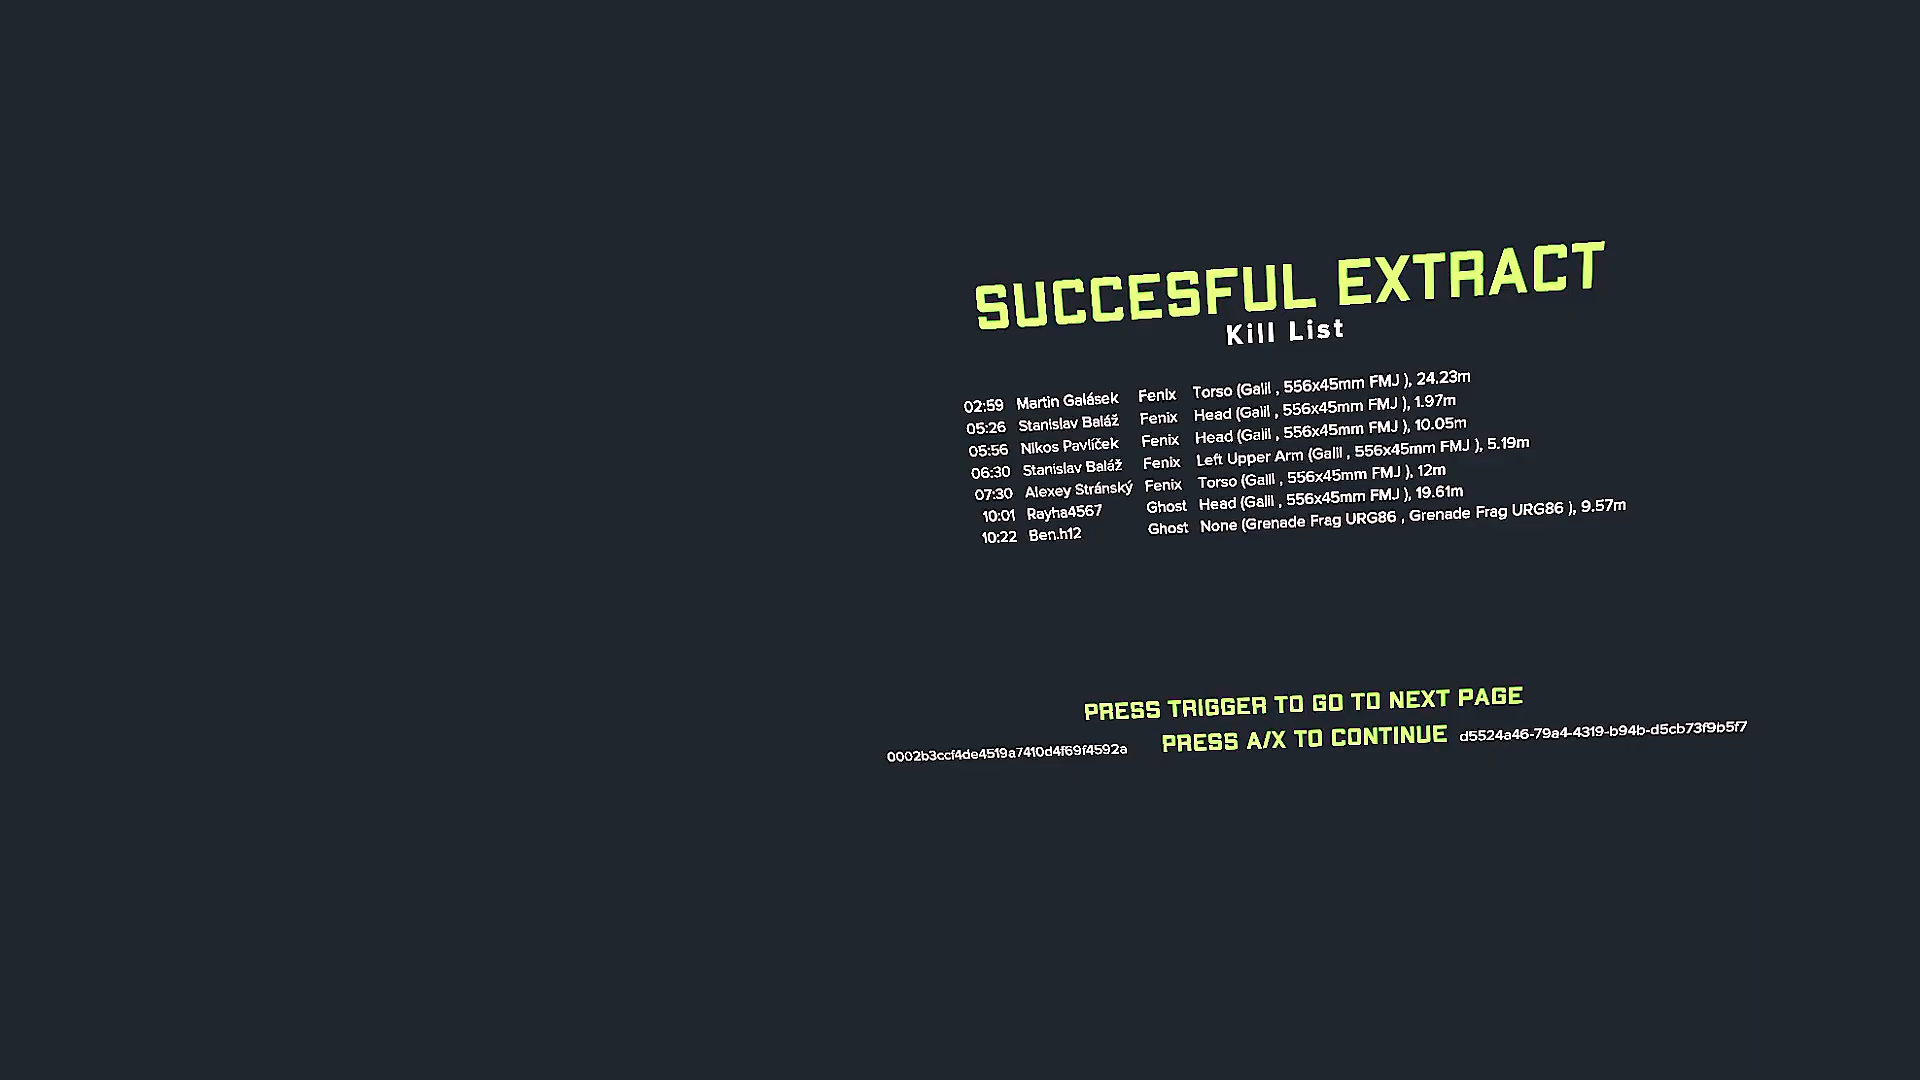 SUCCESFUL EXTRACT
Kill List
02:59 Martin Galásek Fenix Torso (Galil , 556x45mm FMJ ), 24.23m
05:26 Stanislav Baláž Fenix Head (Galil , 556x45mm FMJ ), 1.97m
05:56 Nikos Pavlíček Fenix Head (Galil , 556x45mm FMJ ), 10.05m
06:30 Stanislav Baláž Fenix Left Upper Arm (Galil , 556x45mm FMJ ), 5.19m
07:30 Alexey Stránský Fenix Torso (Galil , 556x45mm FMJ ), 12m
10:01 Rayha4567 Ghost Head (Galil , 556x45mm FMJ ), 19.61m
10:22 Ben.h12 Ghost None (Grenade Frag URG86 , Grenade Frag URG86 ), 9.57m
PRESS TRIGGER TO GO TO NEXT PAGE
0002b3ccf4de4519a7410d4f69f4592a PRESS A/X TO CONTINUE d5524a46-79a4-4319-b94b-d5cb73f9b5f7